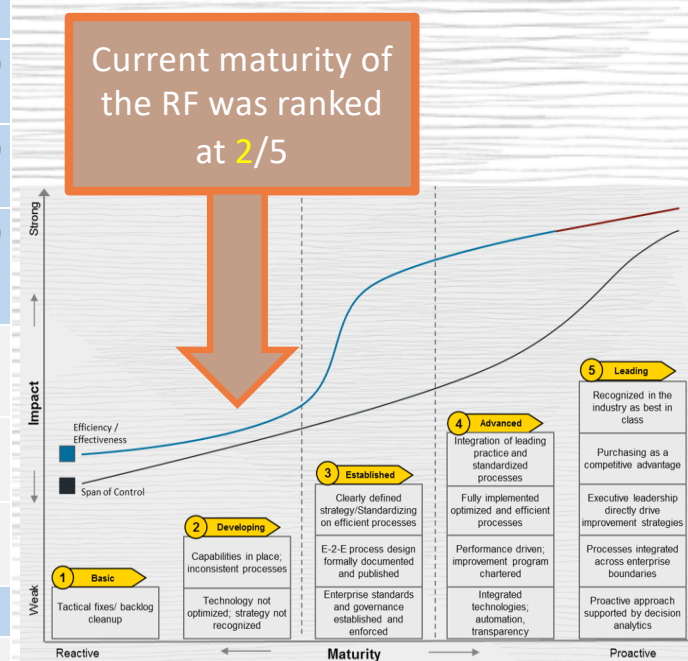 Current maturity of
the RF was ranked
at 2/5
Strong
Impact
Weak
Efficiency /
Effectiveness
Span of Control
1 Basic
Tactical fixes/ backlog
cleanup
2 Developing
Capabilities in place;
inconsistent processes
Technology not
optimized; strategy not
recognized
3 Established
Clearly defined
strategy/Standardizing
on efficient processes
E-2-E process design
formally documented
and published
Enterprise standards
and governance
established and
enforced
4 Advanced
Integration of leading
practice and
standardized
processes
Fully implemented
optimized and efficient
processes
Performance driven;
improvement program
chartered
Integrated
technologies;
automation,
transparency
5 Leading
Recognized in the
industry as best in
class
Purchasing as a
competitive advantage
Executive leadership
directly drive
improvement strategies
Processes integrated
across enterprise
boundaries
Proactive approach
supported by decision
analytics
Reactive
Maturity
Proactive